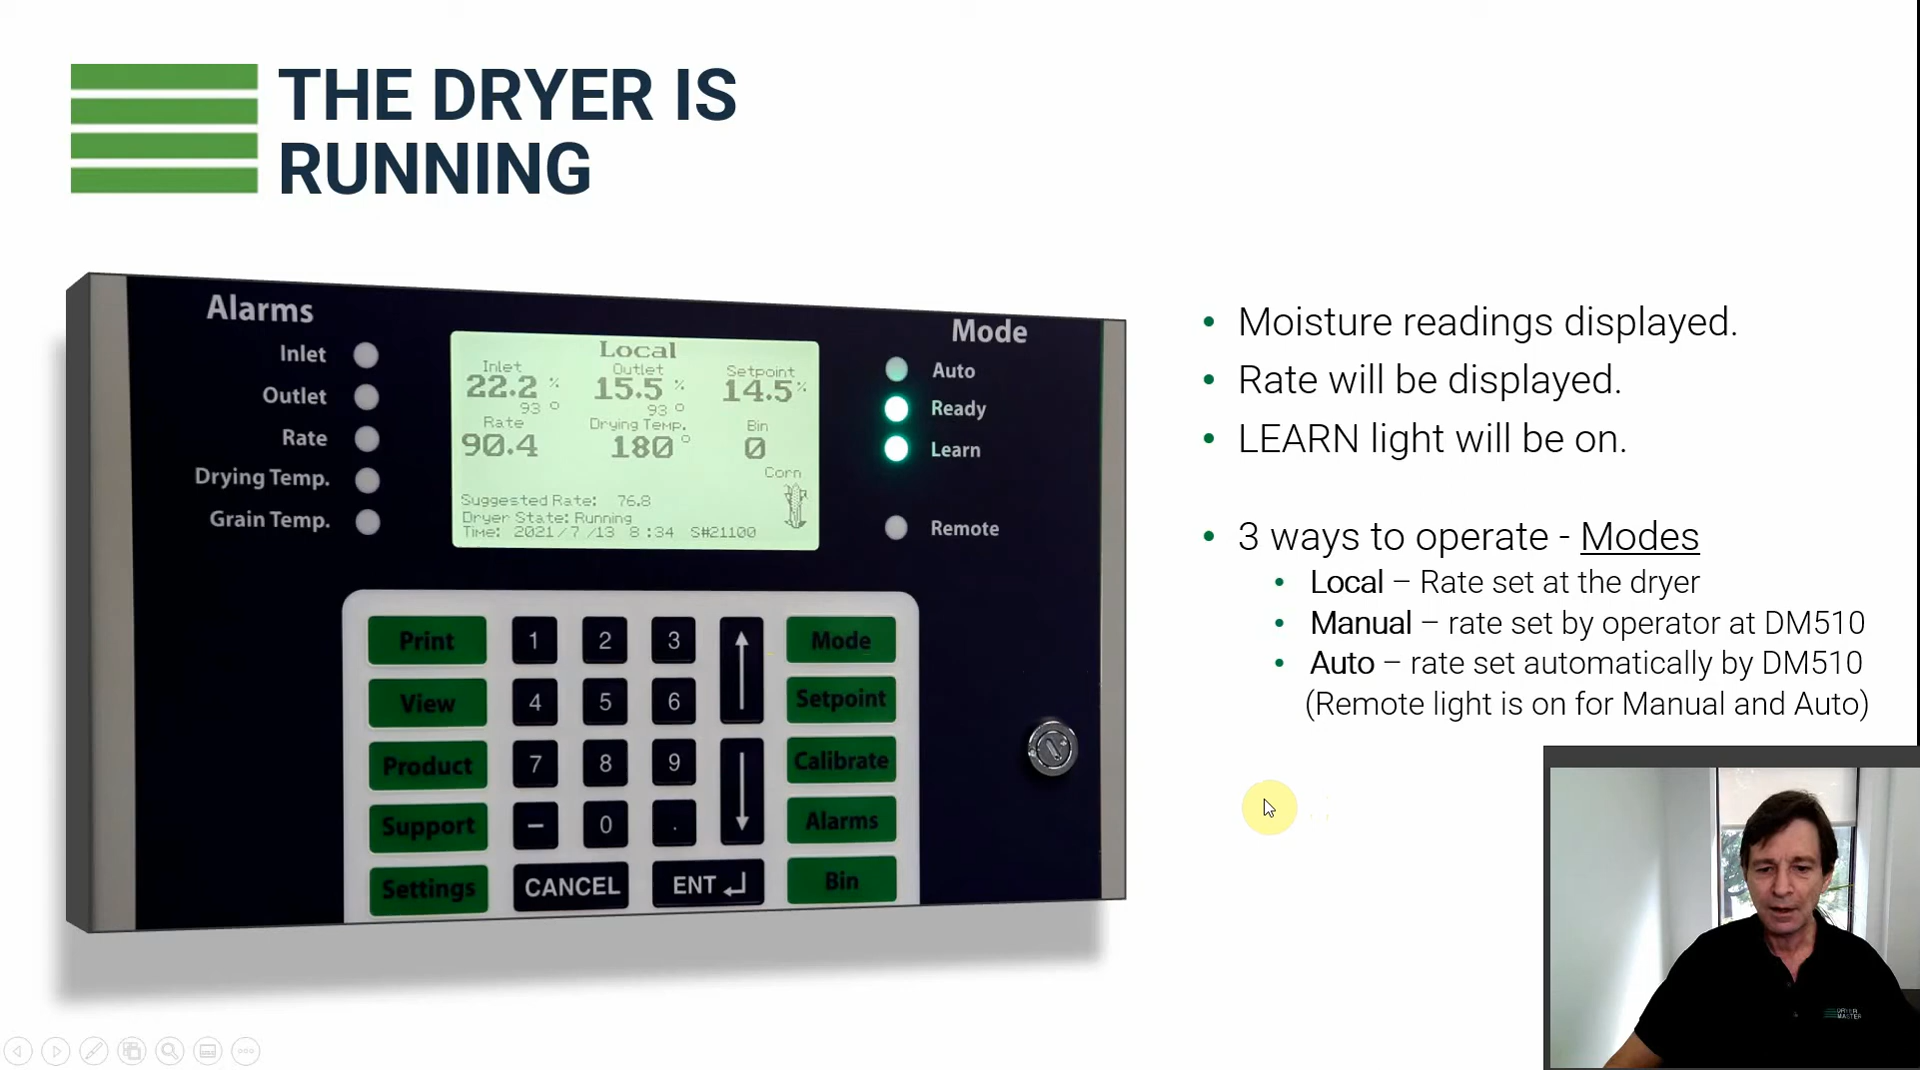 THE DRYER IS
RUNNING
Alarms
Inlet
Outlet
Rate
Drying Temp.
Grain Temp.
Local
Inlet Outlet Setpoint
22.2 % 15.5 % 14.5%
93 ° 93 °
Rate Drying Temp. Bin
90.4 180° 0
Corn
Suggested Rate: 76.8
Dryer State: Running
Time: 2021/7 /13 8 :34 S#21100
Mode
Auto
Ready
Learn
Remote
Print 1 2 3 ↑ Mode
View 4 5 6 Setpoint
Product 7 8 9 ↓ Calibrate
Support – 0 . Alarms
Settings CANCEL ENT ↵ Bin
• Moisture readings displayed.
• Rate will be displayed.
• LEARN light will be on.
• 3 ways to operate - Modes
• Local – Rate set at the dryer
• Manual – rate set by operator at DM510
• Auto – rate set automatically by DM510
(Remote light is on for Manual and Auto)
DRYER
MASTER